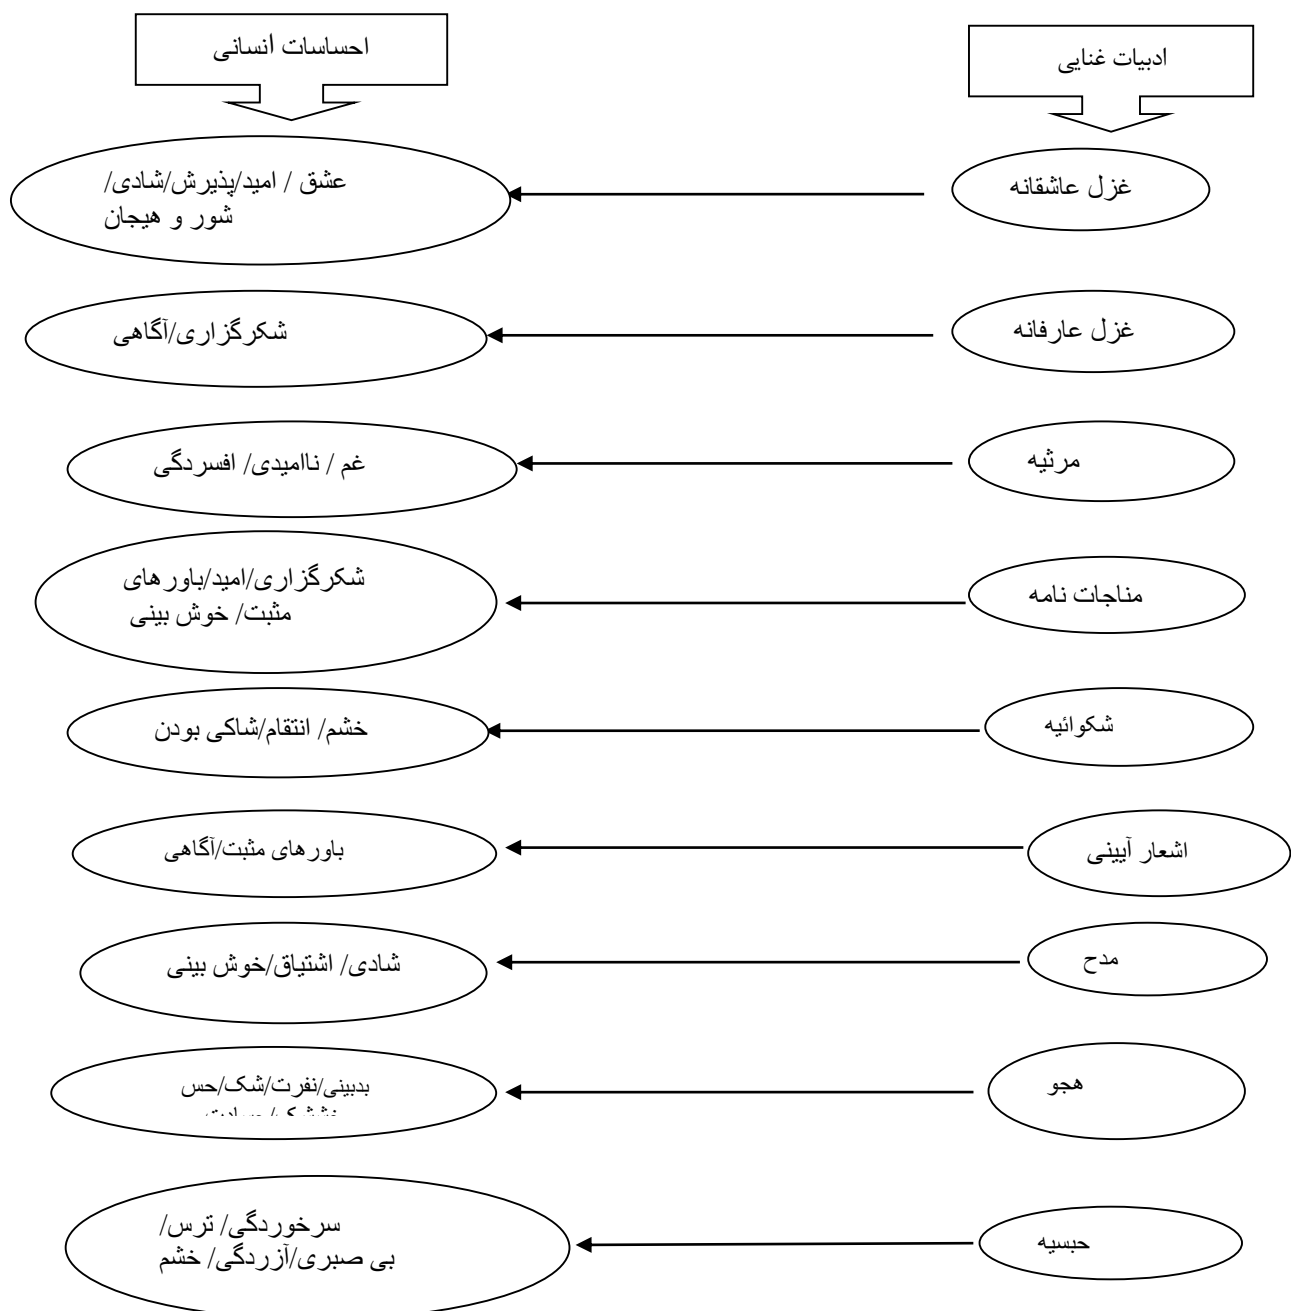 ادبیات غنایی
احساسات انسانی
غزل عاشقانه
عشق / امید/پذیرش/شادی/
شور و هیجان
غزل عارفانه
شکرگزاری/آگاهی
مرثیه
غم / ناامیدی/ افسردگی
مناجات نامه
شکرگزاری/امید/باورهای
مثبت/ خوش بینی
شکوائیه
خشم/ انتقام/شاکی بودن
اشعار آیینی
باورهای مثبت/آگاهی
مدح
شادی/ اشتیاق/خوش بینی
هجو
بدبینی/نفرت/شک/حس
حبسیه
سرخوردگی/ ترس/
بی صبری/آزردگی/ خشم